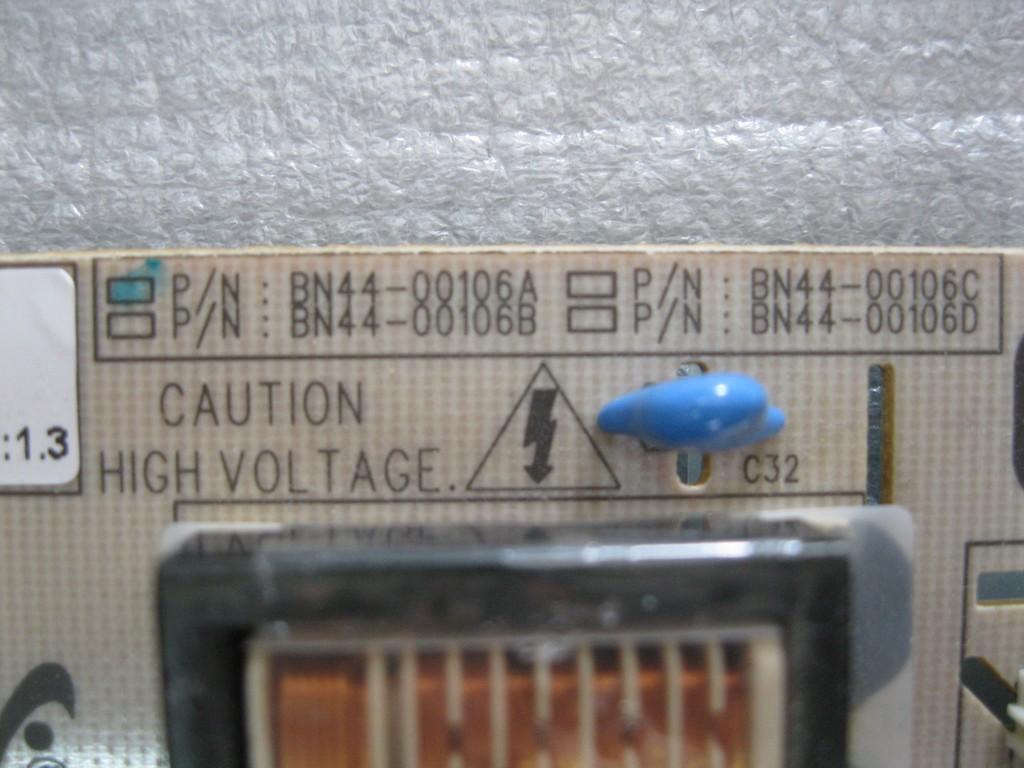 P/N : BN44-00106A P/N : BN44-00106C
P/N : BN44-00106B P/N : BN44-00106D
CAUTION
HIGH VOLTAGE.
:1.3
C32